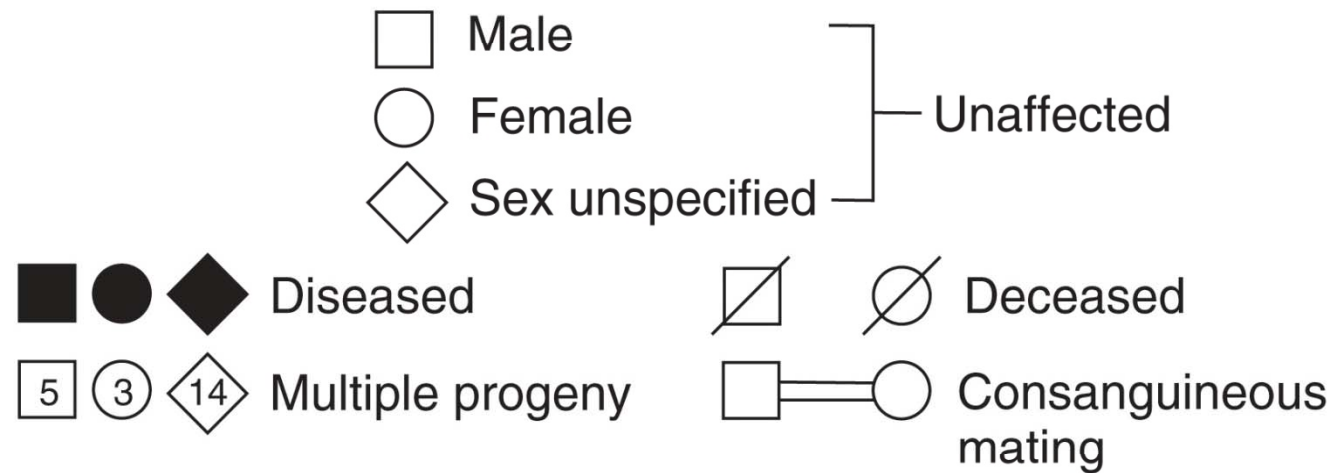 Male
Female
Unaffected
Sex unspecified
Diseased
Deceased
5 3 14 Multiple progeny
Consanguineous
mating